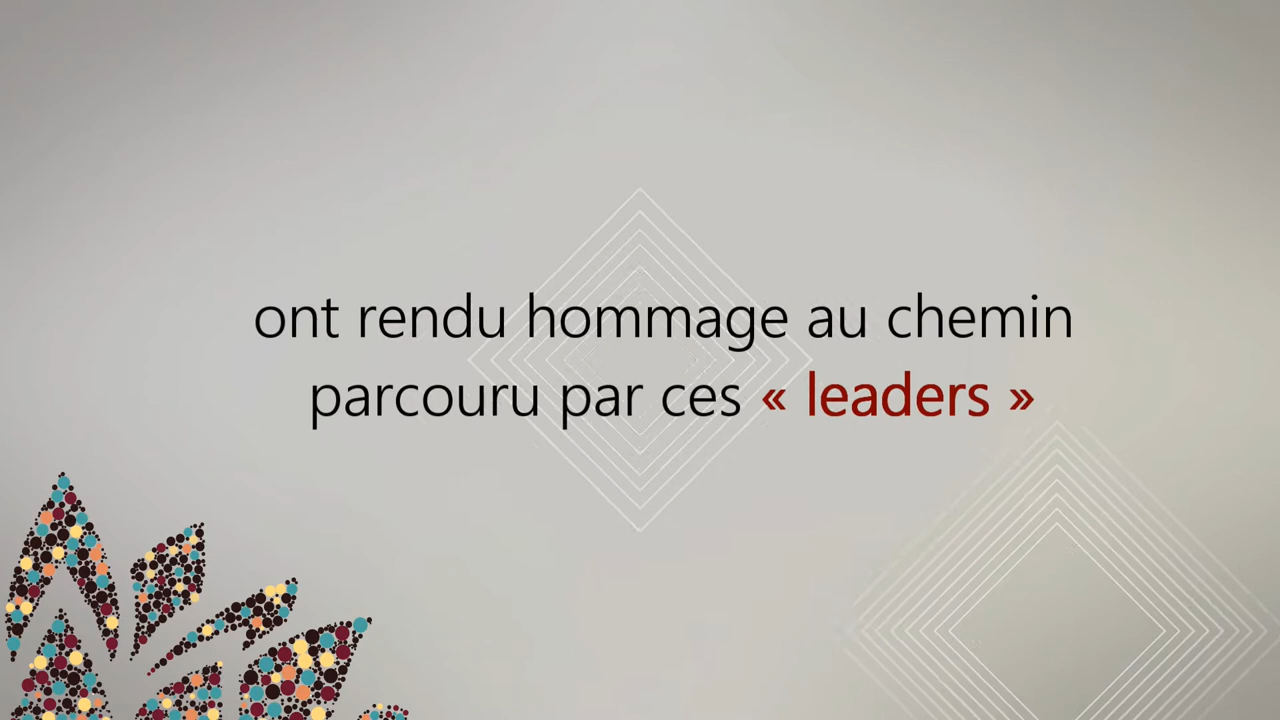 ont rendu hommage au chemin
parcouru par ces « leaders »